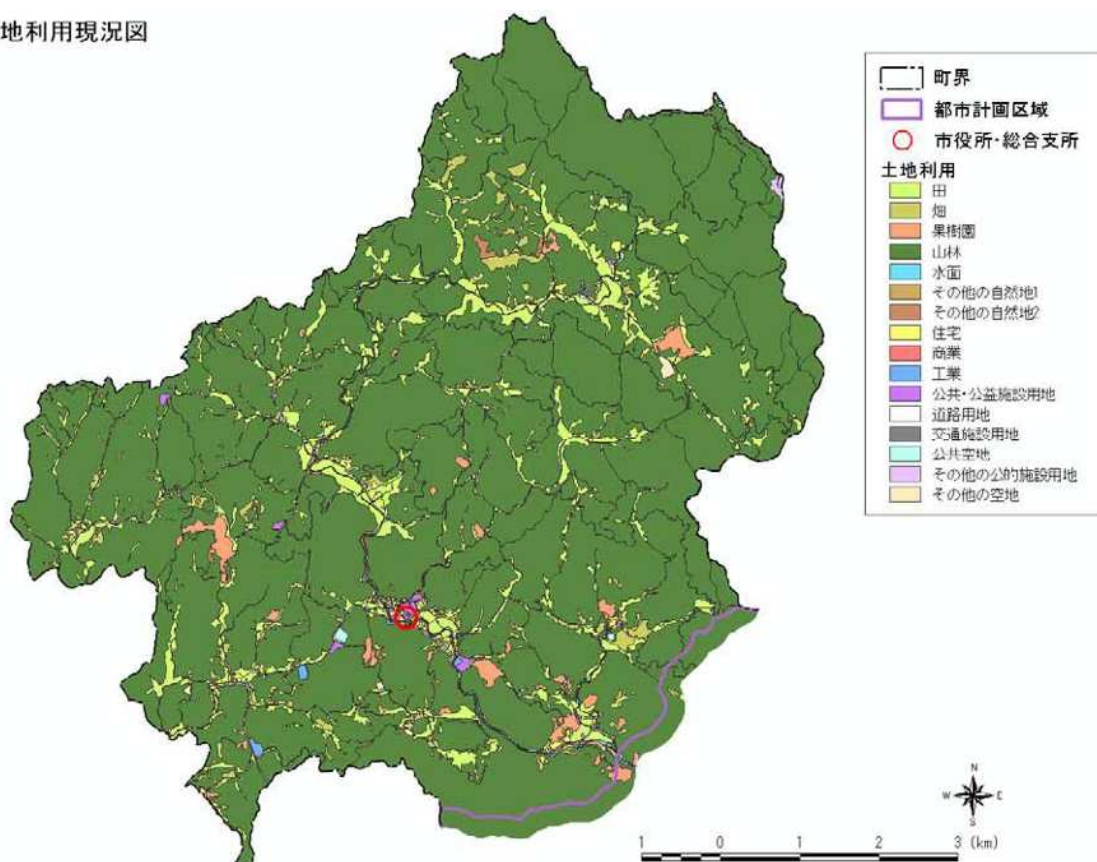 地利用現況図
町界
都市計画区域
市役所・総合支所
土地利用
田
畑
果樹園
山林
水面
その他の自然地1
その他の自然地2
住宅
商業
工業
公共・公益施設用地
道路用地
交通施設用地
公共空地
その他の公的施設用地
その他の空地
N
W E
S
1 0 1 2 3 (km)